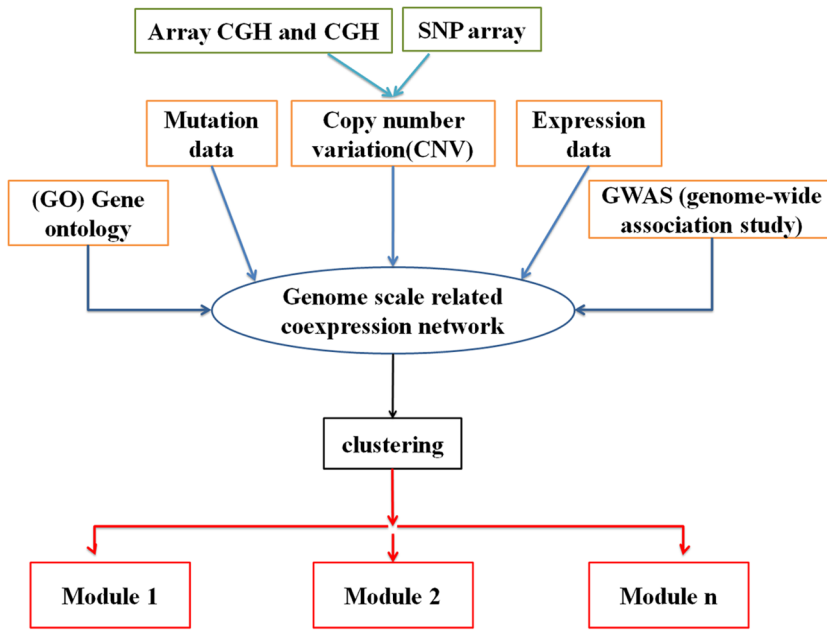 Array CGH and CGH
SNP array
Mutation
data
Copy number
variation(CNV)
Expression
data
(GO) Gene
ontology
GWAS (genome-wide
association study)
Genome scale related
coexpression network
clustering
Module 1
Module 2
Module n